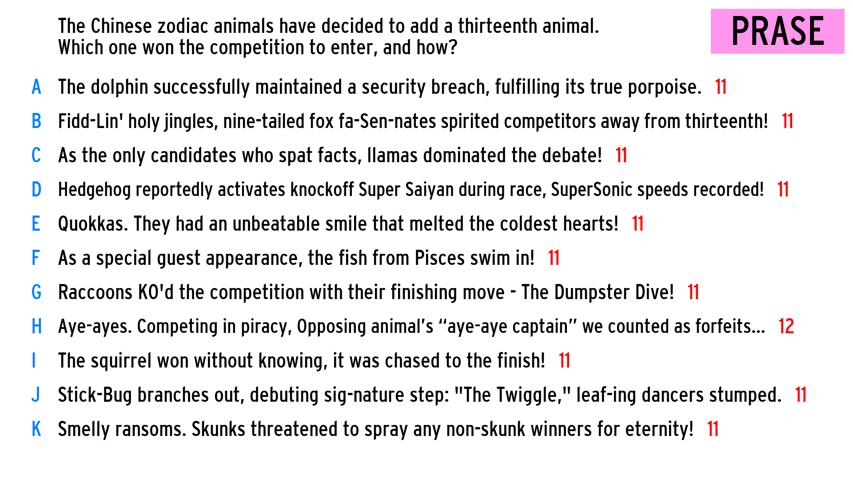 The Chinese zodiac animals have decided to add a thirteenth animal.
Which one won the competition to enter, and how?
PRASE
A The dolphin successfully maintained a security breach, fulfilling its true porpoise. 11
B Fidd-Lin' holy jingles, nine-tailed fox fa-Sen-nates spirited competitors away from thirteenth! 11
C As the only candidates who spat facts, llamas dominated the debate! 11
D Hedgehog reportedly activates knockoff Super Saiyan during race, SuperSonic speeds recorded! 11
E Quokkas. They had an unbeatable smile that melted the coldest hearts! 11
F As a special guest appearance, the fish from Pisces swim in! 11
G Raccoons KO'd the competition with their finishing move - The Dumpster Dive! 11
H Aye-ayes. Competing in piracy, Opposing animal's “aye-aye captain” we counted as forfeits... 12
I The squirrel won without knowing, it was chased to the finish! 11
J Stick-Bug branches out, debuting sig-nature step: "The Twiggle," leaf-ing dancers stumped. 11
K Smelly ransoms. Skunks threatened to spray any non-skunk winners for eternity! 11